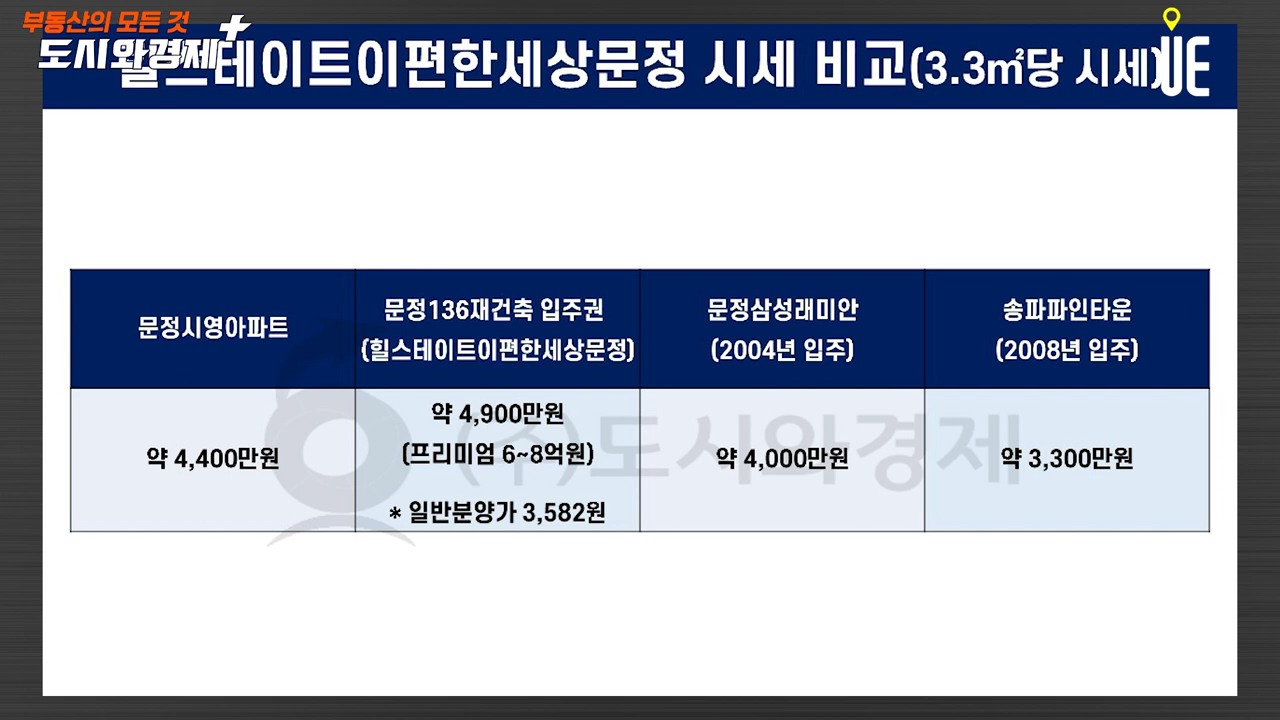 부동산의 모든 것
도시와경제
힐스테이트이편한세상문정 시세 비교(3.3㎡당 시세)
문정시영아파트
문정136재건축 입주권
(힐스테이트이편한세상문정)
문정삼성래미안
(2004년 입주)
송파파인타운
(2008년 입주)
약 4,400만원
약 4,900만원
(프리미엄 6~8억원)
* 일반분양가 3,582원
약 4,000만원
약 3,300만원
(주)도시와경제